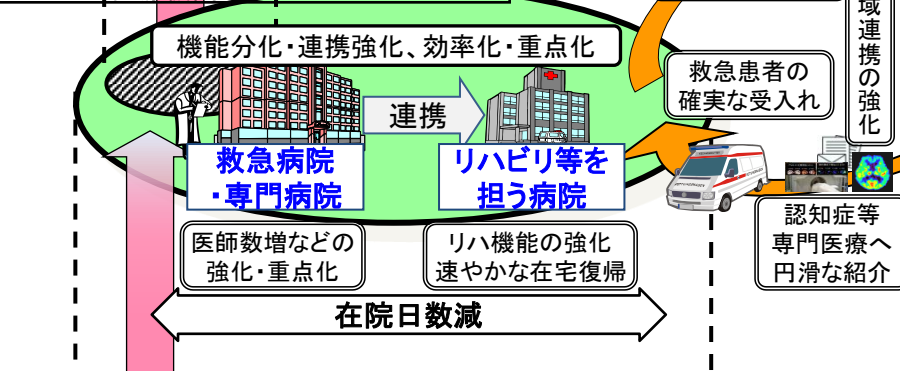 機能分化・連携強化、効率化・重点化
連携
救急病院
・専門病院
リハビリ等を
担う病院
医師数増などの
強化・重点化
リハ機能の強化
速やかな在宅復帰
在院日数減
救急患者の
確実な受入れ
域連携の強化
認知症等
専門医療へ
円滑な紹介